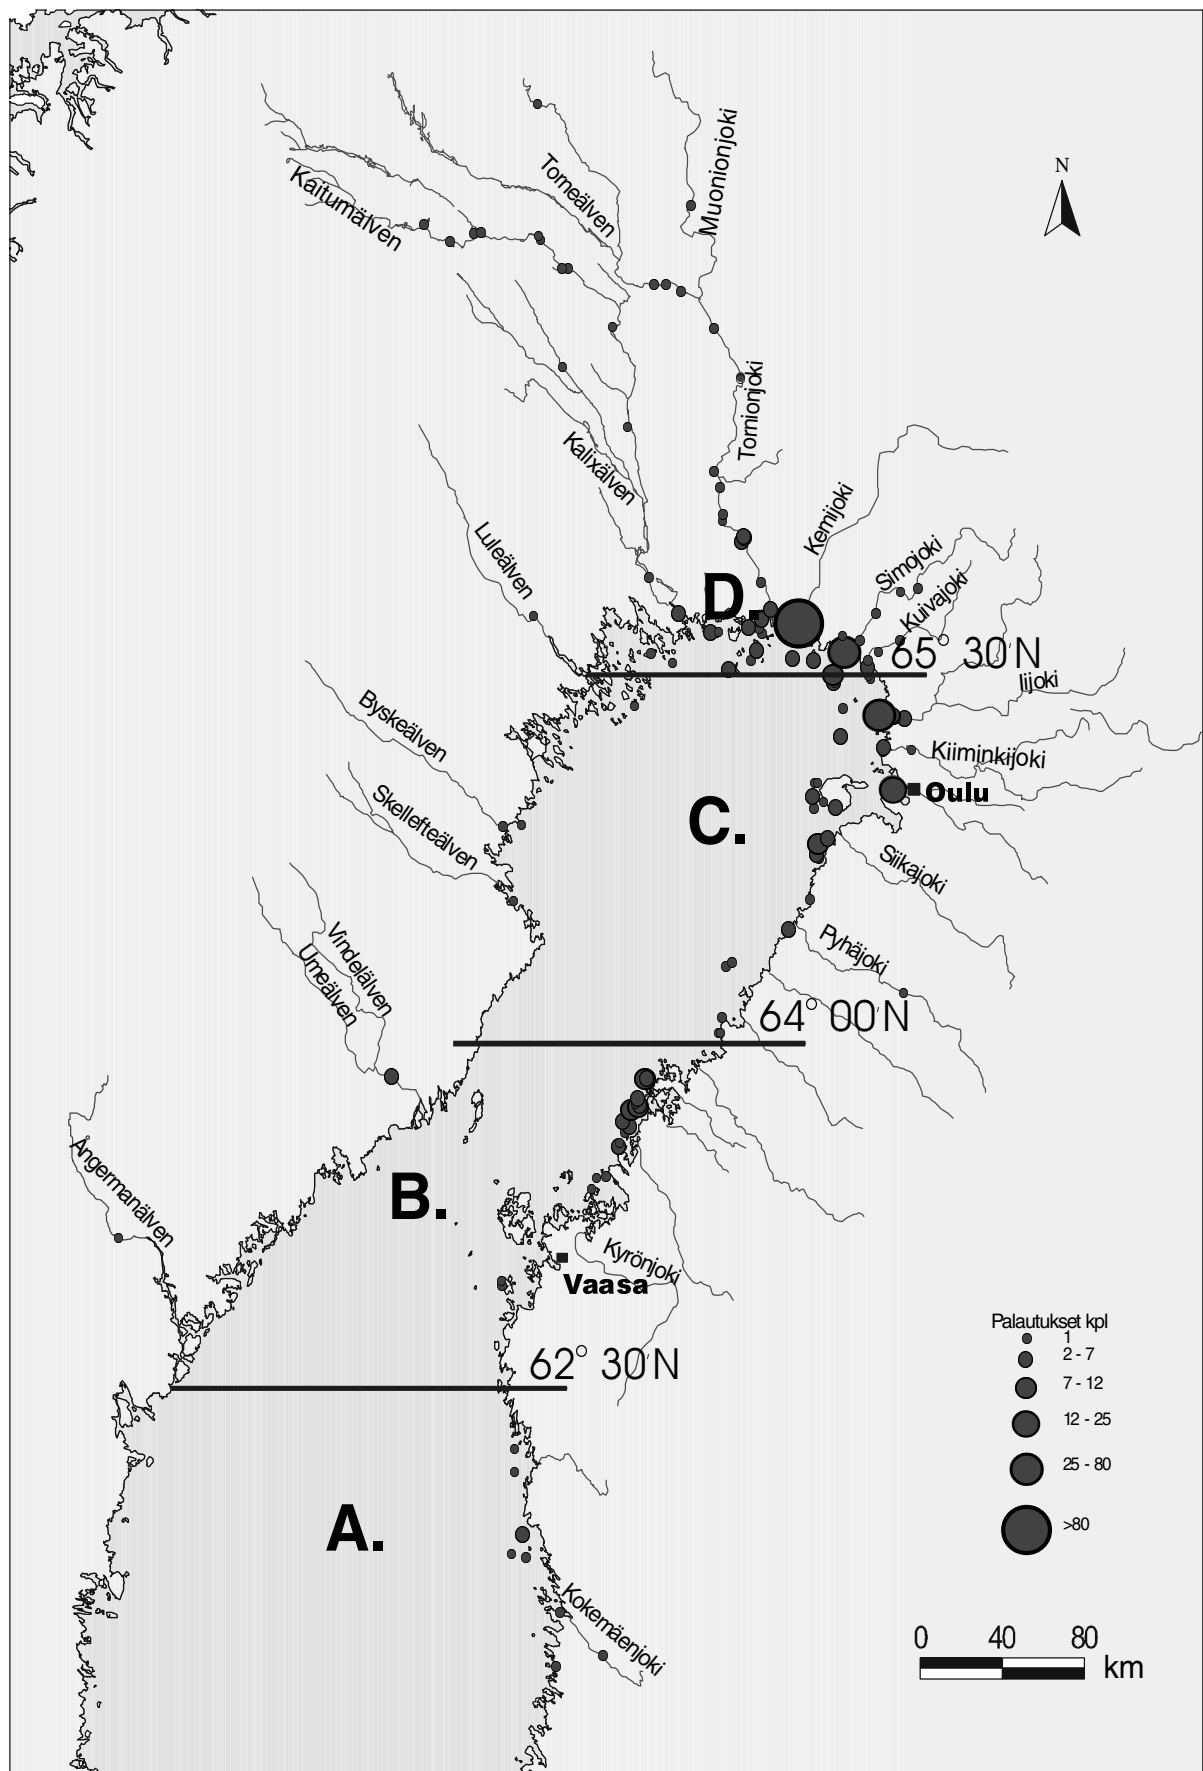 N
Muonionjoki
Torneälven
Kaitumälven
Tornionjoki
Kalixälven
Kemijoki
Luleälven
Simojoki
Kuivajoki
D.
65° 30'N
Iijoki
Byskeälven
Kiiminkijoki
Skellefteälven
Oulu
C.
Siikajoki
Vindelälven
Umeälven
Pyhäjoki
64° 00'N
Ångermanälven
B.
Kyrönjoki
Vaasa
62° 30'N
Palautukset kpl
1
2 - 7
7 - 12
12 - 25
25 - 80
>80
A.
Kokemäenjoki
0 40 80
km